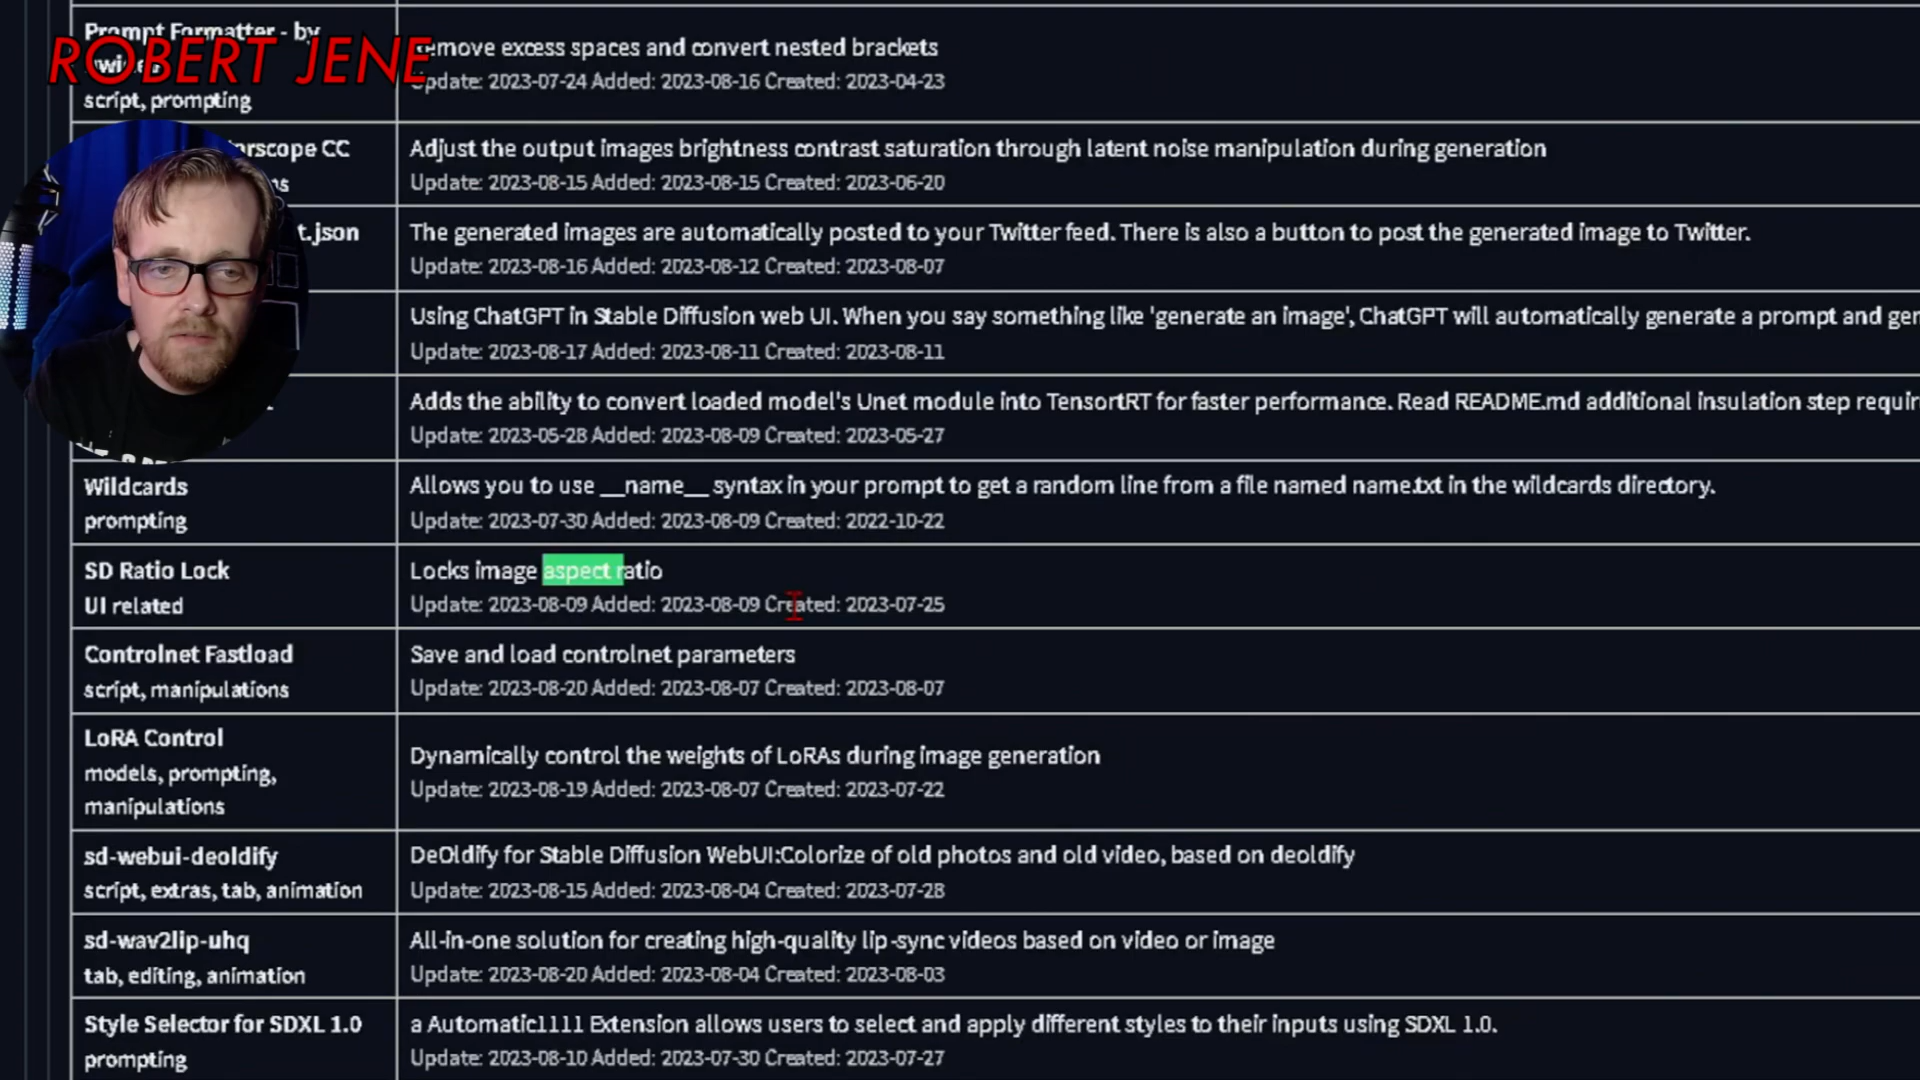 ROBERT JENE
Prompt Formatter - by
script, prompting
emove excess spaces and convert nested brackets
Update: 2023-07-24 Added: 2023-08-16 Created: 2023-04-23
rscope CC
Adjust the output images brightness contrast saturation through latent noise manipulation during generation
Update: 2023-08-15 Added: 2023-08-15 Created: 2023-06-20
t.json
The generated images are automatically posted to your Twitter feed. There is also a button to post the generated image to Twitter.
Update: 2023-08-16 Added: 2023-08-12 Created: 2023-08-07
Using ChatGPT in Stable Diffusion web UI. When you say something like 'generate an image', ChatGPT will automatically generate a prompt and ger
Update: 2023-08-17 Added: 2023-08-11 Created: 2023-08-11
Adds the ability to convert loaded model's Unet module into TensortRT for faster performance. Read README.md additional insulation step requir
Update: 2023-05-28 Added: 2023-08-09 Created: 2023-05-27
Wildcards
prompting
Allows you to use __name__ syntax in your prompt to get a random line from a file named name.txt in the wildcards directory.
Update: 2023-07-30 Added: 2023-08-09 Created: 2022-10-22
SD Ratio Lock
UI related
Locks image aspect ratio
Update: 2023-08-09 Added: 2023-08-09 Created: 2023-07-25
Controlnet Fastload
script, manipulations
Save and load controlnet parameters
Update: 2023-08-20 Added: 2023-08-07 Created: 2023-08-07
LoRA Control
models, prompting,
manipulations
Dynamically control the weights of LoRAs during image generation
Update: 2023-08-19 Added: 2023-08-07 Created: 2023-07-22
sd-webui-deoldify
script, extras, tab, animation
DeOldify for Stable Diffusion WebUI:Colorize of old photos and old video, based on deoldify
Update: 2023-08-15 Added: 2023-08-04 Created: 2023-07-28
sd-wav2lip-uhq
tab, editing, animation
All-in-one solution for creating high-quality lip-sync videos based on video or image
Update: 2023-08-20 Added: 2023-08-04 Created: 2023-08-03
Style Selector for SDXL 1.0
prompting
a Automatic1111 Extension allows users to select and apply different styles to their inputs using SDXL 1.0.
Update: 2023-08-10 Added: 2023-07-30 Created: 2023-07-27